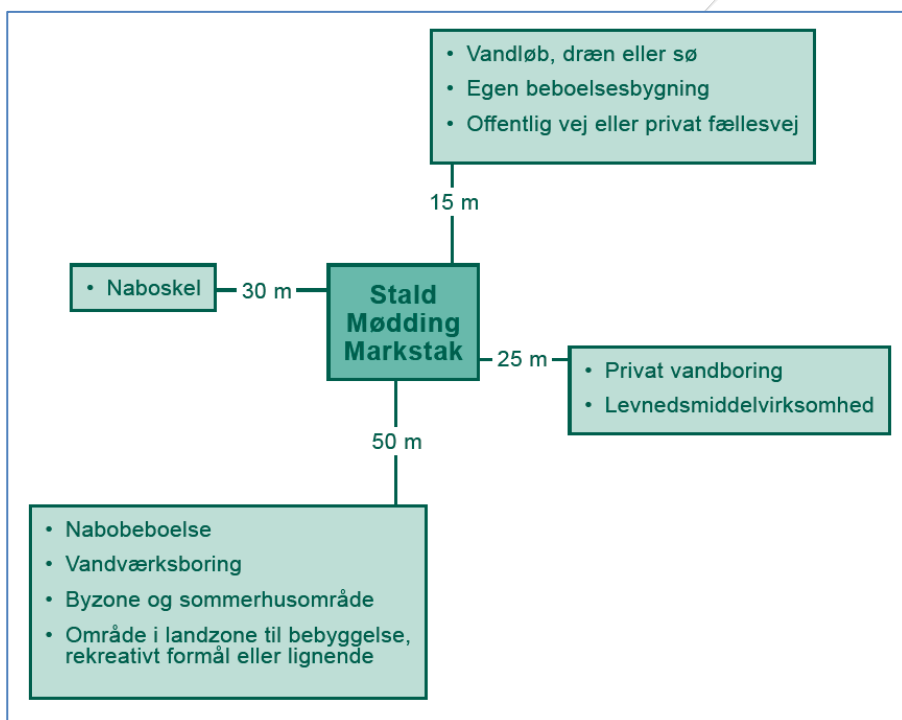 • Vandløb, dræn eller sø
• Egen beboelsesbygning
• Offentlig vej eller privat fællesvej
15 m
• Naboskel
30 m
Stald
Mødding
Markstak
25 m
• Privat vandboring
• Levnedsmiddelvirksomhed
50 m
• Nabobeboelse
• Vandværksboring
• Byzone og sommerhusområde
• Område i landzone til bebyggelse,
rekreativt formål eller lignende